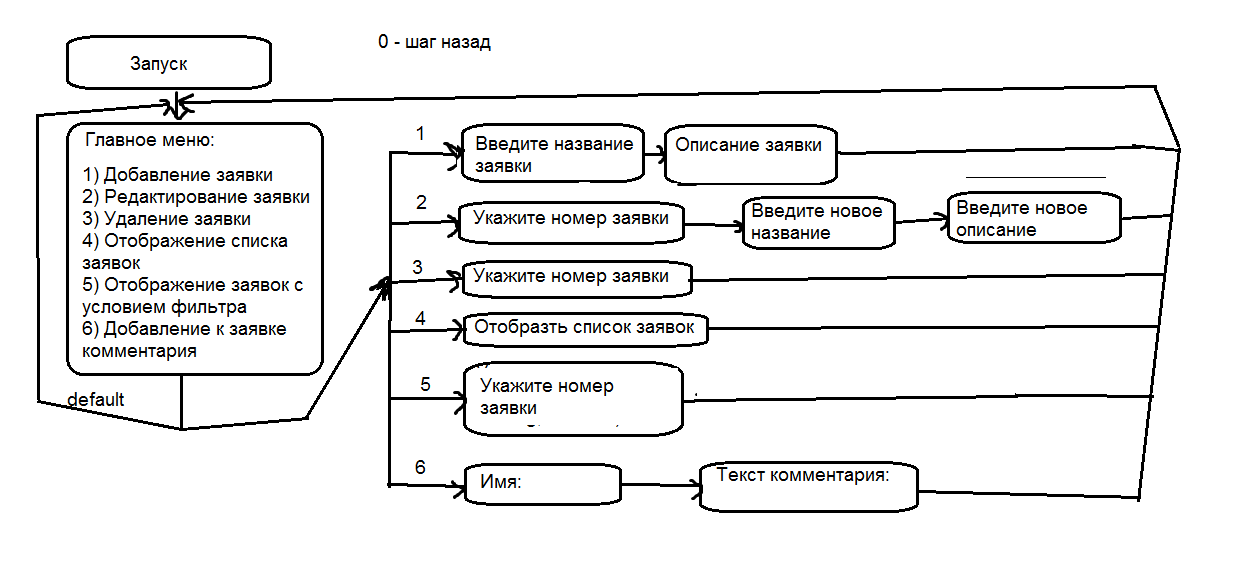 0 - шаг назад
Запуск
Главное меню:
1) Добавление заявки
2) Редактирование заявки
3) Удаление заявки
4) Отображение списка
заявок
5) Отображение заявок с
условием фильтра
6) Добавление к заявке
комментария
default
1
Введите название
заявки
Описание заявки
2
Укажите номер заявки
Введите новое
название
Введите новое
описание
3
Укажите номер заявки
4
Отобразть список заявок
5
Укажите номер
заявки
6
Имя:
Текст комментария: